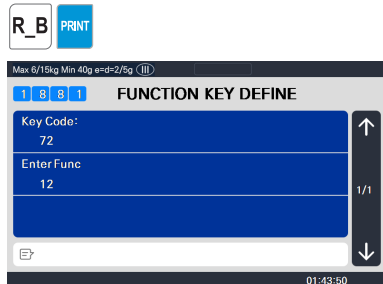 R_B PRINT
Max 6/15kg Min 40g e=d=2/5g (III)
1 8 8 1 FUNCTION KEY DEFINE
Key Code:
72
Enter Func
12
1/1
01:43:50